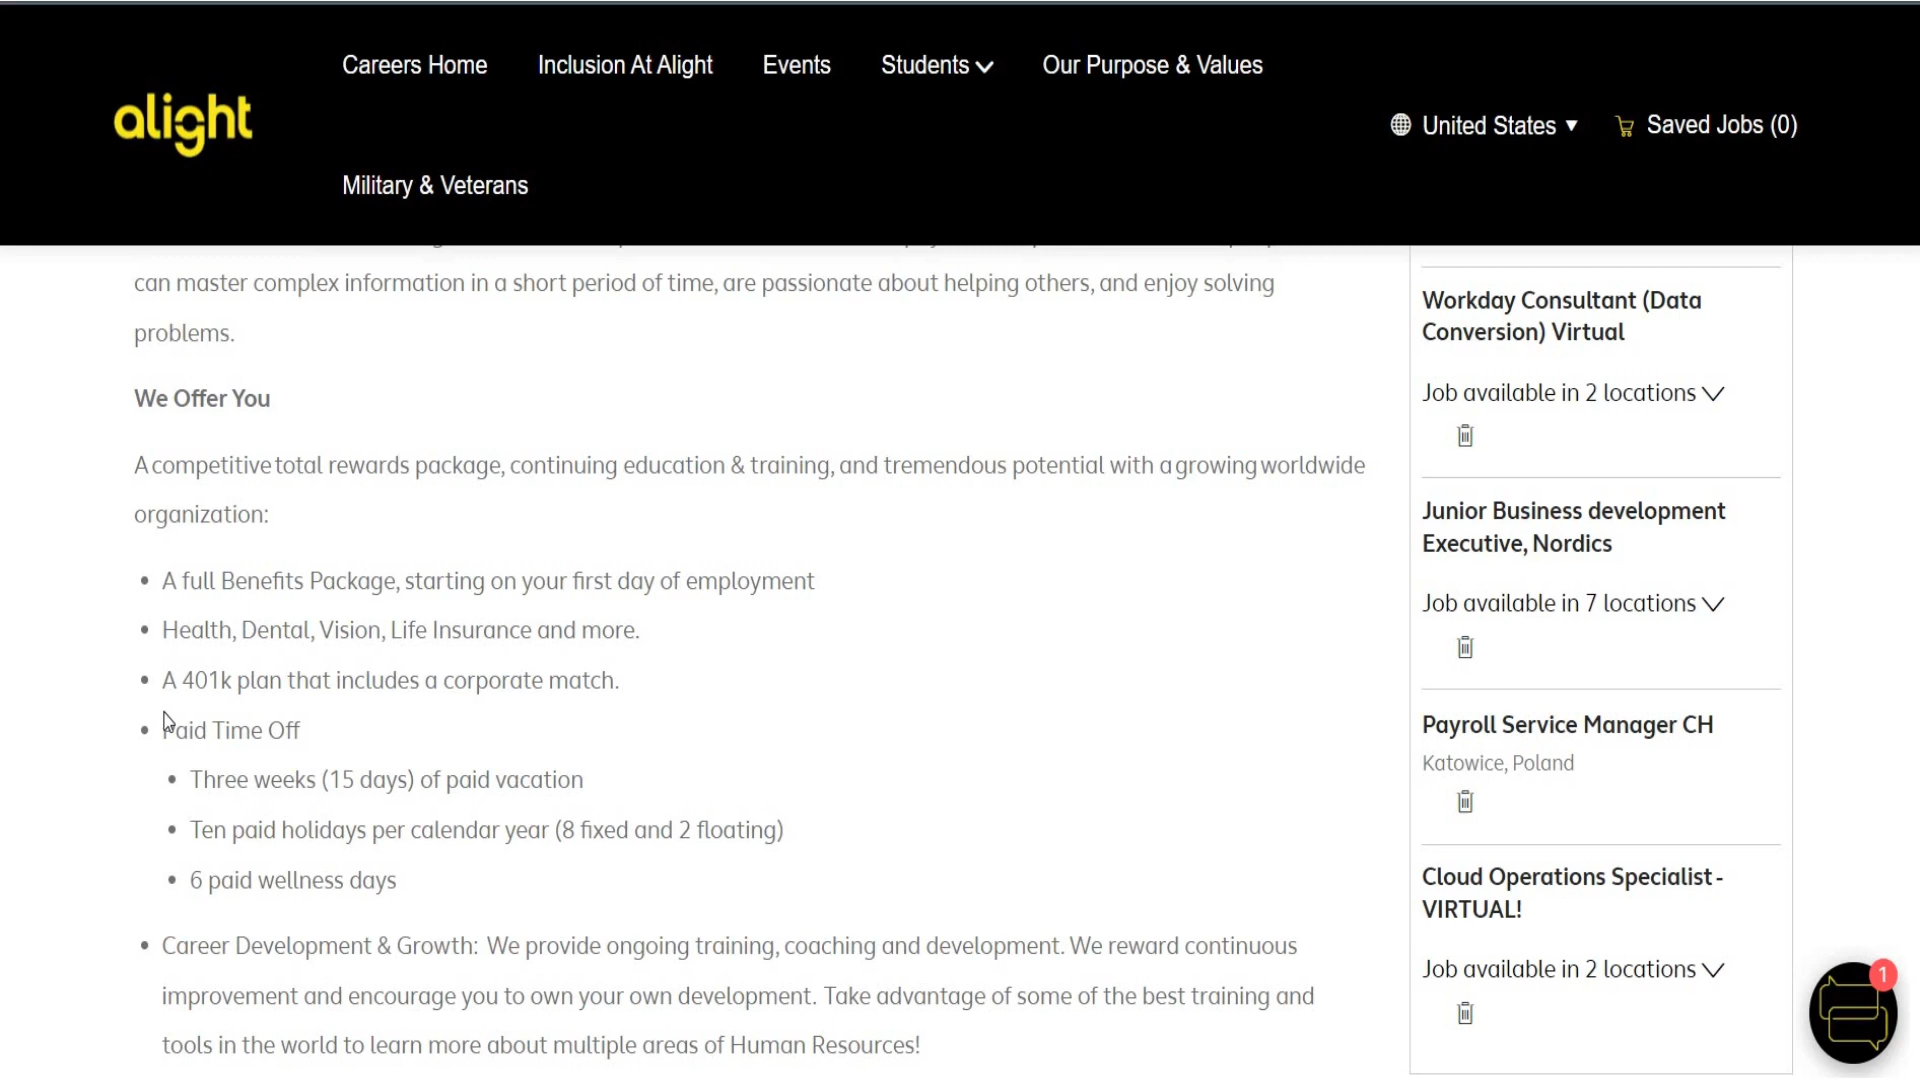 Careers Home
Inclusion At Alight
Events
Students
Our Purpose & Values
alight
United States
Saved Jobs (0)
Military & Veterans
can master complex information in a short period of time, are passionate about helping others, and enjoy solving
problems.
We Offer You
A competitive total rewards package, continuing education & training, and tremendous potential with a growing worldwide
organization:
• A full Benefits Package, starting on your first day of employment
• Health, Dental, Vision, Life Insurance and more.
• A 401k plan that includes a corporate match.
• Paid Time Off
• Three weeks (15 days) of paid vacation
• Ten paid holidays per calendar year (8 fixed and 2 floating)
• 6 paid wellness days
• Career Development & Growth: We provide ongoing training, coaching and development. We reward continuous
improvement and encourage you to own your own development. Take advantage of some of the best training and
tools in the world to learn more about multiple areas of Human Resources!
Workday Consultant (Data
Conversion) Virtual
Job available in 2 locations
Junior Business development
Executive, Nordics
Job available in 7 locations
Payroll Service Manager CH
Katowice, Poland
Cloud Operations Specialist -
VIRTUAL!
Job available in 2 locations
1